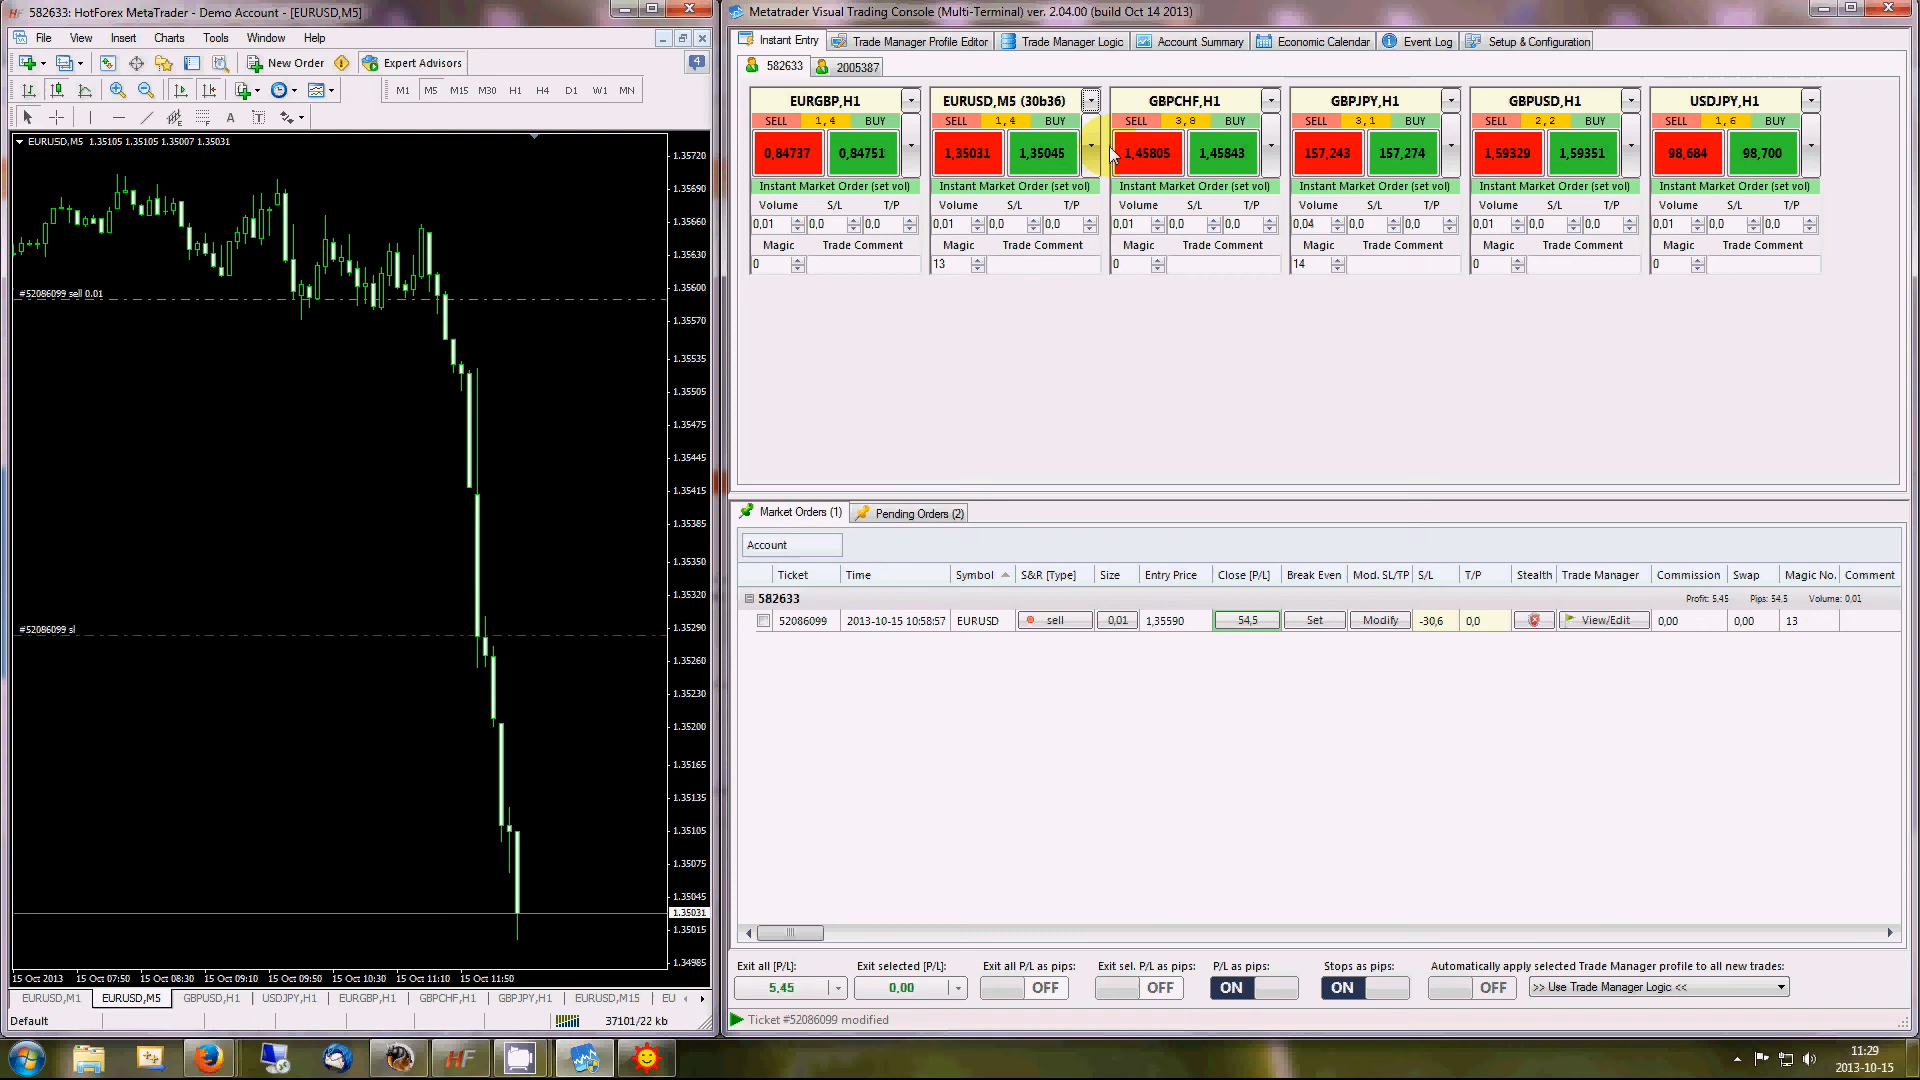 582633: HotForex MetaTrader - Demo Account - [EURUSD,M5]
File View Insert Charts Tools Window Help
New Order Expert Advisors 4
M1 M5 M15 M30 H1 H4 D1 W1 MN
EURUSD,M5 1.35105 1.35105 1.35007 1.35031
1.35720
1.35690
1.35660
1.35630
1.35600
1.35570
1.35535
1.35505
1.35475
1.35445
1.35415
1.35385
1.35350
1.35320
1.35290
1.35260
1.35230
1.35200
1.35165
1.35135
1.35105
1.35075
1.35045
1.35031
1.35015
1.34985
#52086099 sell 0.01
#52086099 sl
15 Oct 2013 15 Oct 07:50 15 Oct 08:30 15 Oct 09:10 15 Oct 09:50 15 Oct 10:30 15 Oct 11:10 15 Oct 11:50
EURUSD,M1 EURUSD,M5 GBPUSD,H1 USDJPY,H1 EURGBP,H1 GBPCHF,H1 GBPJPY,H1 EURUSD,M15 EU
Default 37101/22 kb
Metatrader Visual Trading Console (Multi-Terminal) ver. 2.04.00 (build Oct 14 2013)
Instant Entry Trade Manager Profile Editor Trade Manager Logic Account Summary Economic Calendar Event Log Setup & Configuration
582633 2005387
EURGBP,H1 EURUSD,M5 (30b36) GBPCHF,H1 GBPJPY,H1 GBPUSD,H1 USDJPY,H1
SELL 1,4 BUY SELL 1,4 BUY SELL 3,8 BUY SELL 3,1 BUY SELL 2,2 BUY SELL 1,6 BUY
0,84737 0,84751 1,35031 1,35045 1,45805 1,45843 157,243 157,274 1,59329 1,59351 98,684 98,700
Instant Market Order (set vol) Instant Market Order (set vol) Instant Market Order (set vol) Instant Market Order (set vol) Instant Market Order (set vol) Instant Market Order (set vol)
Volume S/L T/P Volume S/L T/P Volume S/L T/P Volume S/L T/P Volume S/L T/P Volume S/L T/P
0,01 0,0 0,0 0,01 0,0 0,0 0,01 0,0 0,0 0,04 0,0 0,0 0,01 0,0 0,0 0,01 0,0 0,0
Magic Trade Comment Magic Trade Comment Magic Trade Comment Magic Trade Comment Magic Trade Comment Magic Trade Comment
0 13 0 14 0 0
Market Orders (1) Pending Orders (2)
Account
Ticket Time Symbol S&R [Type] Size Entry Price Close [P/L] Break Even Mod. SL/TP S/L T/P Stealth Trade Manager Commission Swap Magic No. Comment
582633 Profit: 5,45 Pips: 54,5 Volume: 0,01
52086099 2013-10-15 10:58:57 EURUSD sell 0,01 1,35590 54,5 Set Modify -30,6 0,0 View/Edit 0,00 0,00 13
Exit all [P/L]: Exit selected [P/L]: Exit all P/L as pips: Exit sel. P/L as pips: P/L as pips: Stops as pips: Automatically apply selected Trade Manager profile to all new trades:
5,45 0,00 OFF OFF ON ON OFF >> Use Trade Manager Logic <<
Ticket #52086099 modified
HF
11:29
2013-10-15